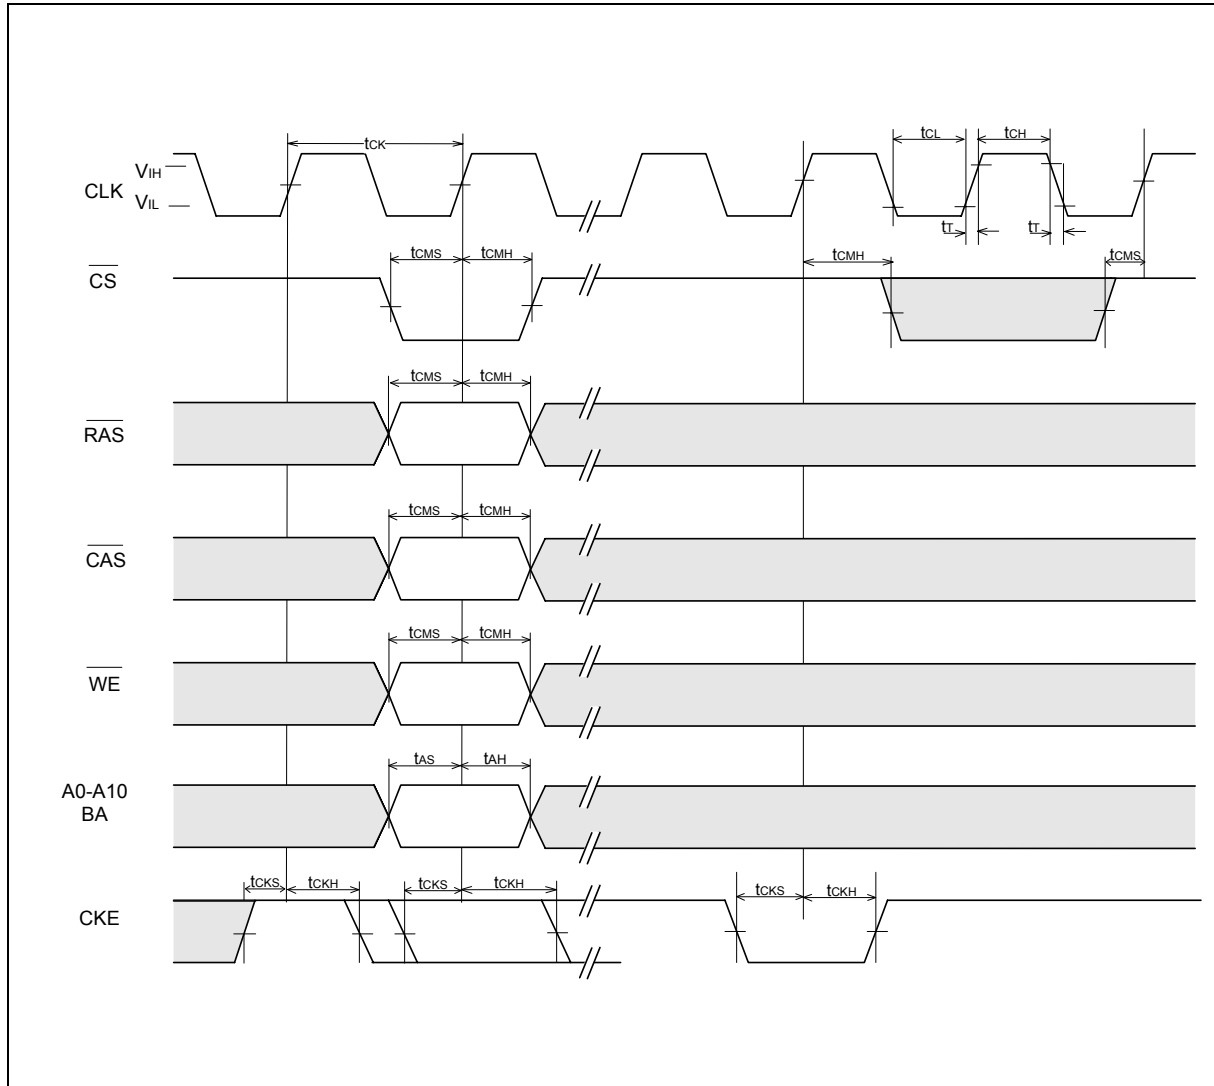 tCK tCL tCH
VIH
CLK
VIL
tT tT
tCMS tCMH tCMH tCMS
CS
tCMS tCMH
RAS
tCMS tCMH
CAS
tCMS tCMH
WE
tAS tAH
A0-A10
BA
tCKS tCKH tCKS tCKH tCKS tCKH
CKE